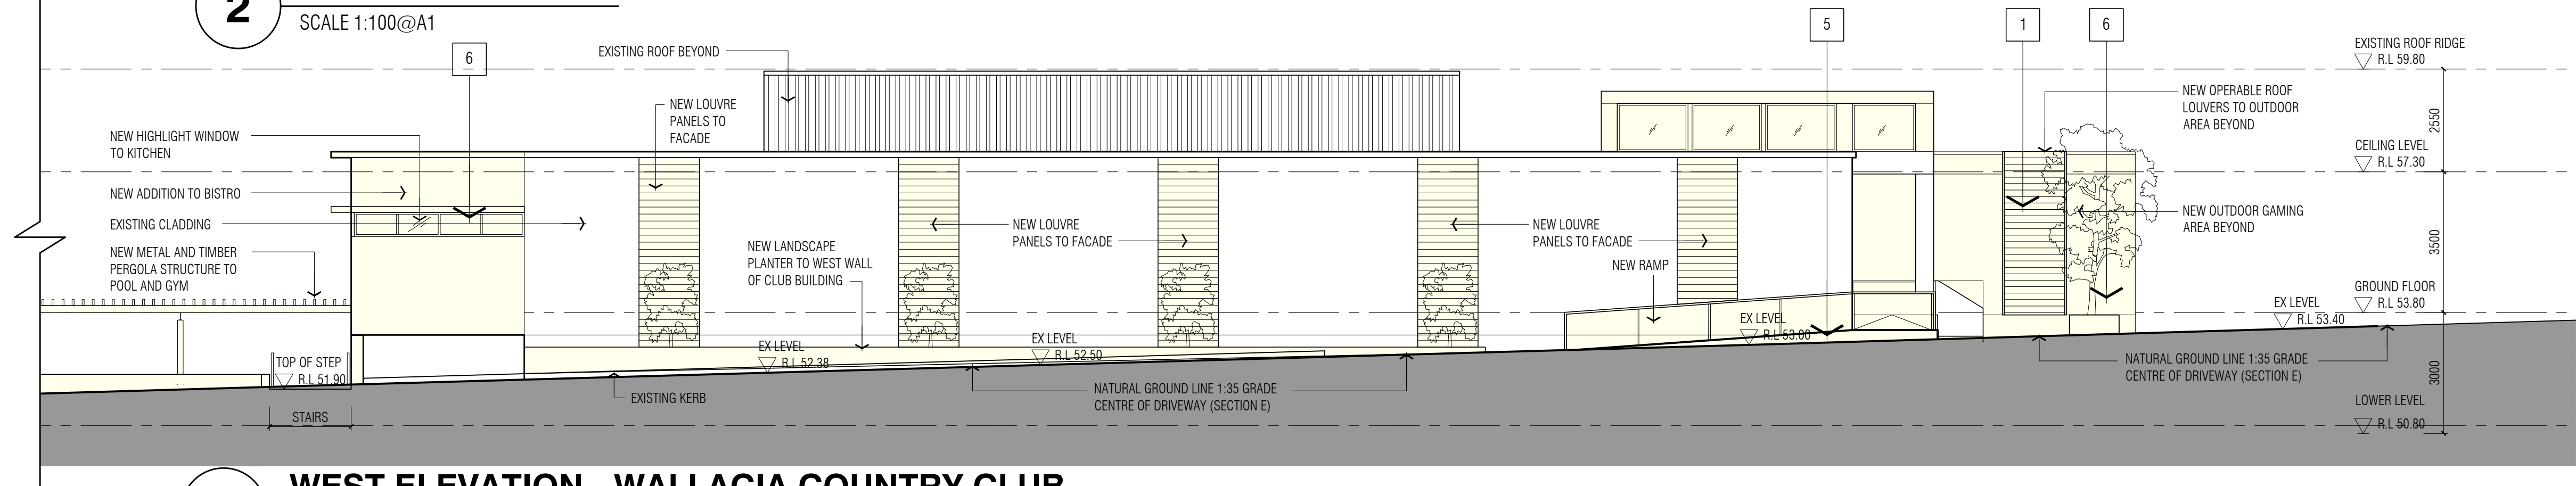 2
SCALE 1:100@A1
6
EXISTING ROOF BEYOND
5
1
6
EXISTING ROOF RIDGE
R.L 59.80
NEW LOUVRE
PANELS TO
FACADE
NEW OPERABLE ROOF
LOUVERS TO OUTDOOR
AREA BEYOND
2550
NEW HIGHLIGHT WINDOW
TO KITCHEN
CEILING LEVEL
R.L 57.30
NEW ADDITION TO BISTRO
EXISTING CLADDING
NEW METAL AND TIMBER
PERGOLA STRUCTURE TO
POOL AND GYM
NEW LANDSCAPE
PLANTER TO WEST WALL
OF CLUB BUILDING
NEW LOUVRE
PANELS TO FACADE
NEW LOUVRE
PANELS TO FACADE
NEW RAMP
NEW OUTDOOR GAMING
AREA BEYOND
3500
GROUND FLOOR
R.L 53.80
EX LEVEL
R.L 53.40
EX LEVEL
R.L 53.00
EX LEVEL
R.L 52.50
EX LEVEL
R.L 52.38
TOP OF STEP
R.L 51.90
STAIRS
EXISTING KERB
NATURAL GROUND LINE 1:35 GRADE
CENTRE OF DRIVEWAY (SECTION E)
NATURAL GROUND LINE 1:35 GRADE
CENTRE OF DRIVEWAY (SECTION E)
3000
LOWER LEVEL
R.L 50.80
WEST ELEVATION - WALLACIA COUNTRY CLUB